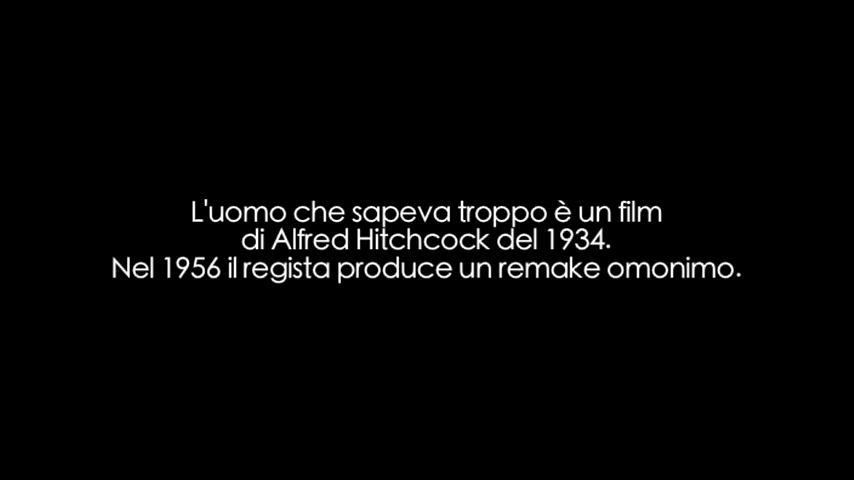 L'uomo che sapeva troppo è un film
di Alfred Hitchcock del 1934.
Nel 1956 il regista produce un remake omonimo.